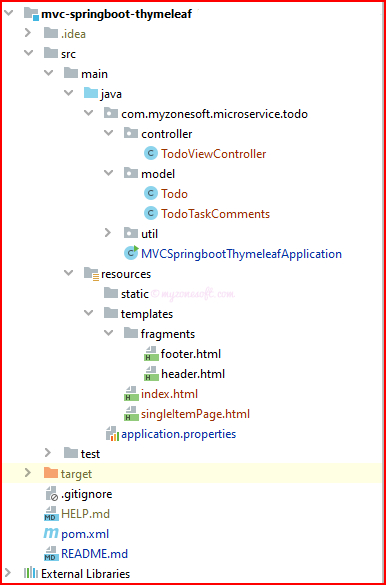 mvc-springboot-thymeleaf
.idea
src
main
java
com.myzonesoft.microservice.todo
controller
TodoViewController
model
Todo
TodoTaskComments
util
MVCSpringbootThymeleafApplication
resources
static © myzonesoft.com
templates
fragments
footer.html
header.html
index.html
singleItemPage.html
application.properties
test
target
.gitignore
HELP.md
pom.xml
README.md
External Libraries